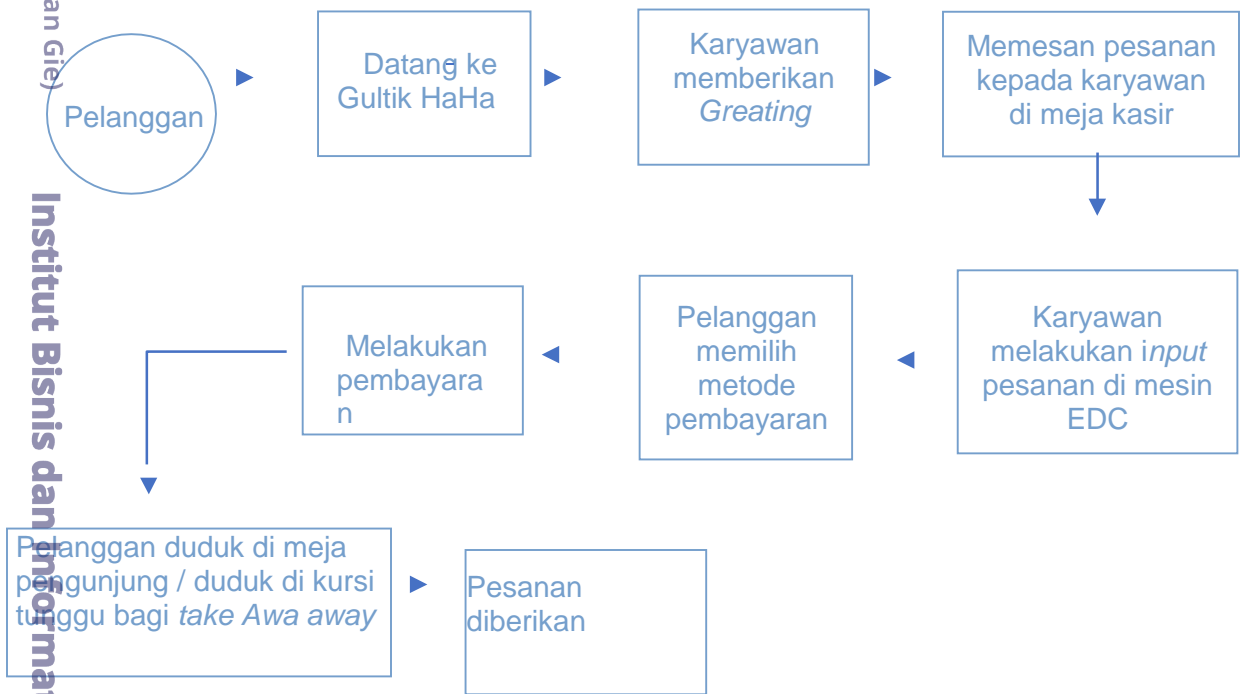 an Gie)
Institut Bisnis dan Informa
Pelanggan
Datang ke
Gultik HaHa
Karyawan
memberikan
Greating
Memesan pesanan
kepada karyawan
di meja kasir
Karyawan
melakukan input
pesanan di mesin
EDC
Pelanggan
memilih
metode
pembayaran
Melakukan
pembayara
n
Pelanggan duduk di meja
pengunjung / duduk di kursi
tunggu bagi take Awa away
Pesanan
diberikan